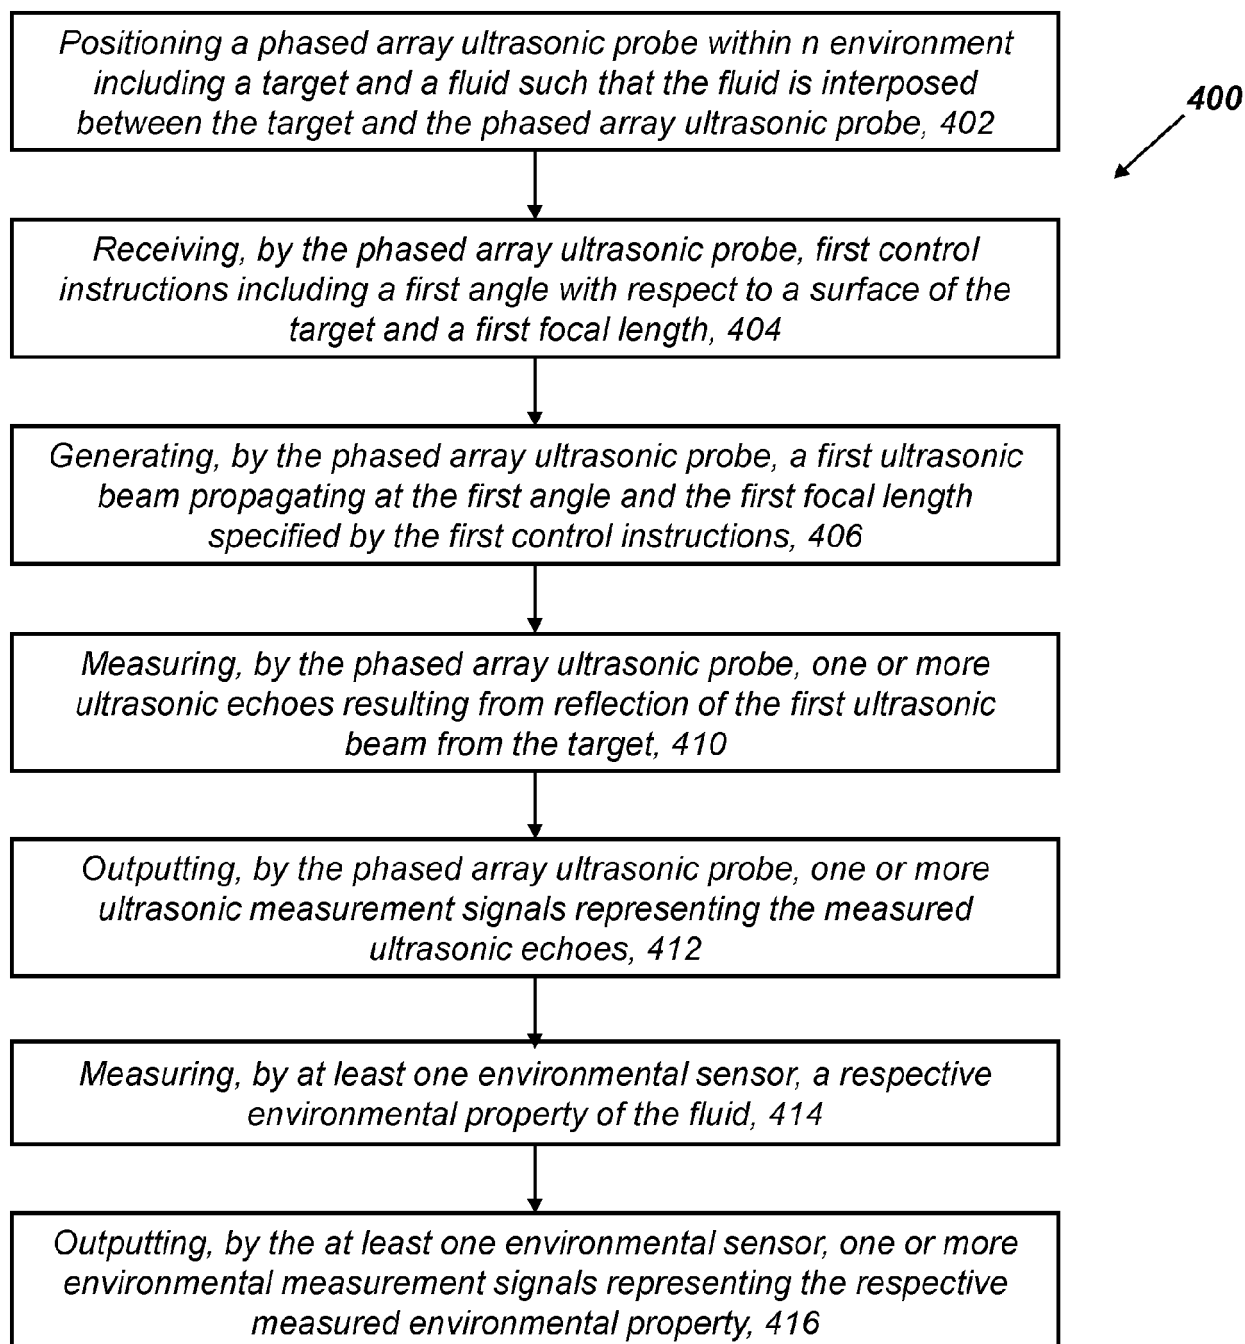 Positioning a phased array ultrasonic probe within n environment
including a target and a fluid such that the fluid is interposed
between the target and the phased array ultrasonic probe, 402
400
Receiving, by the phased array ultrasonic probe, first control
instructions including a first angle with respect to a surface of the
target and a first focal length, 404
Generating, by the phased array ultrasonic probe, a first ultrasonic
beam propagating at the first angle and the first focal length
specified by the first control instructions, 406
Measuring, by the phased array ultrasonic probe, one or more
ultrasonic echoes resulting from reflection of the first ultrasonic
beam from the target, 410
Outputting, by the phased array ultrasonic probe, one or more
ultrasonic measurement signals representing the measured
ultrasonic echoes, 412
Measuring, by at least one environmental sensor, a respective
environmental property of the fluid, 414
Outputting, by the at least one environmental sensor, one or more
environmental measurement signals representing the respective
measured environmental property, 416